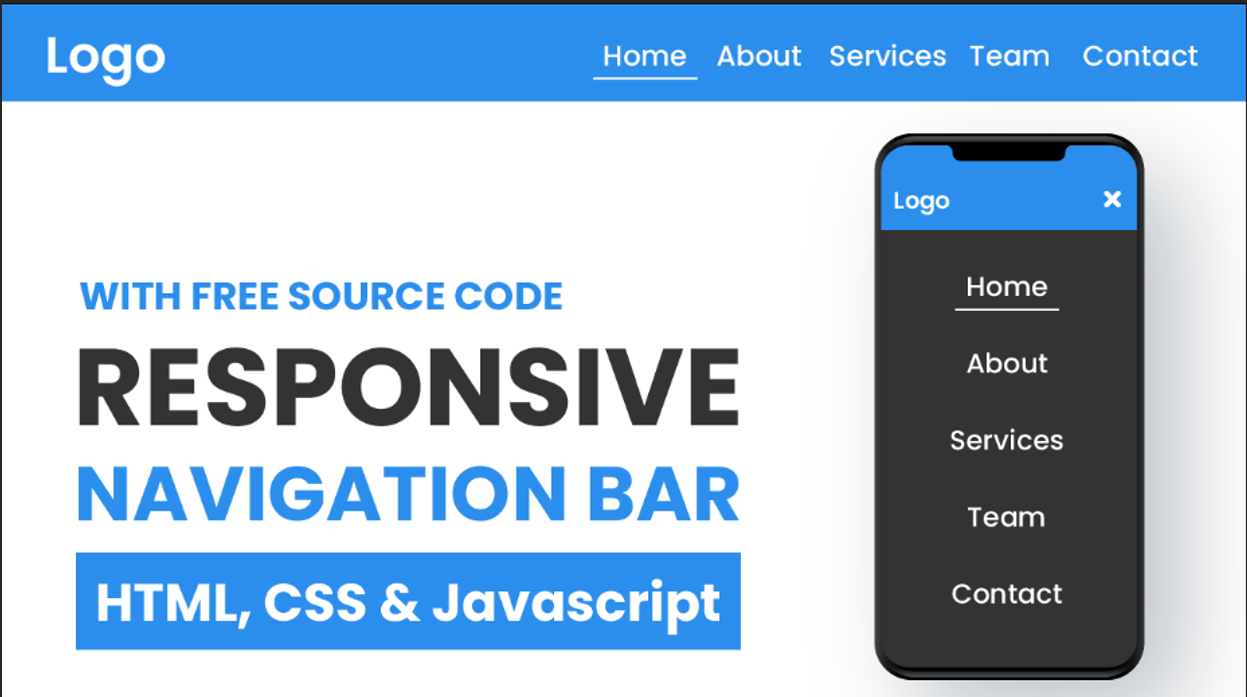 Logo Home About Services Team Contact
WITH FREE SOURCE CODE
RESPONSIVE
NAVIGATION BAR
HTML, CSS & Javascript
Logo
Home
About
Services
Team
Contact